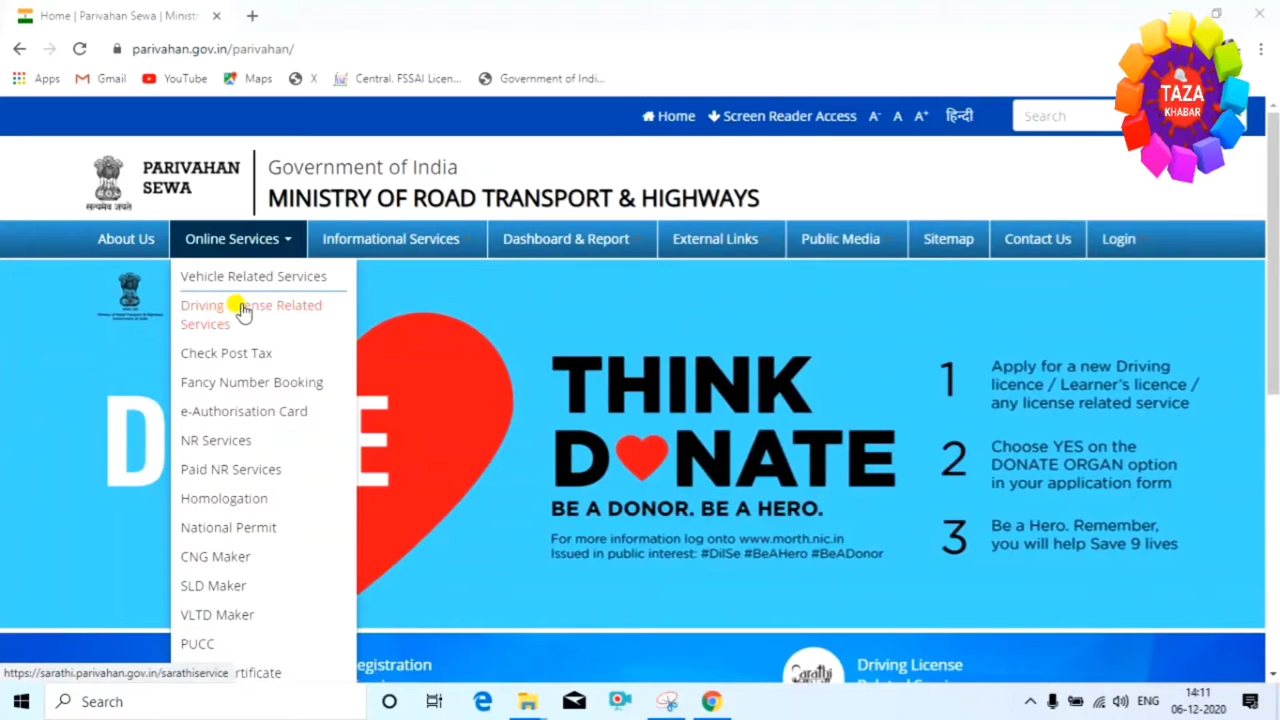 Home | Parivahan Sewa | Ministr
parivahan.gov.in/parivahan/
Apps Gmail YouTube Maps X Central. FSSAI Licen... Government of Indi...
TAZA
KHABAR
Home Screen Reader Access A- A A+ हिन्दी Search
PARIVAHAN
SEWA
सत्यमेव जयते
Government of India
MINISTRY OF ROAD TRANSPORT & HIGHWAYS
About Us Online Services Informational Services Dashboard & Report External Links Public Media Sitemap Contact Us Login
Vehicle Related Services
Driving ense Related
Services
Check Post Tax
Fancy Number Booking
e-Authorisation Card
NR Services
Paid NR Services
Homologation
National Permit
CNG Maker
SLD Maker
VLTD Maker
PUCC
rtificate
D E
THINK
D NATE
BE A DONOR. BE A HERO.
For more information log onto www.morth.nic.in
Issued in public interest: #DilSe #BeAHero #BeADonor
1 Apply for a new Driving
licence / Learner's licence /
any license related service
2 Choose YES on the
DONATE ORGAN option
in your application form
3 Be a Hero. Remember,
you will help Save 9 lives
egistration
Sarathi
Driving License
https://sarathi.parivahan.gov.in/sarathiservice
Search
ENG
14:11
06-12-2020